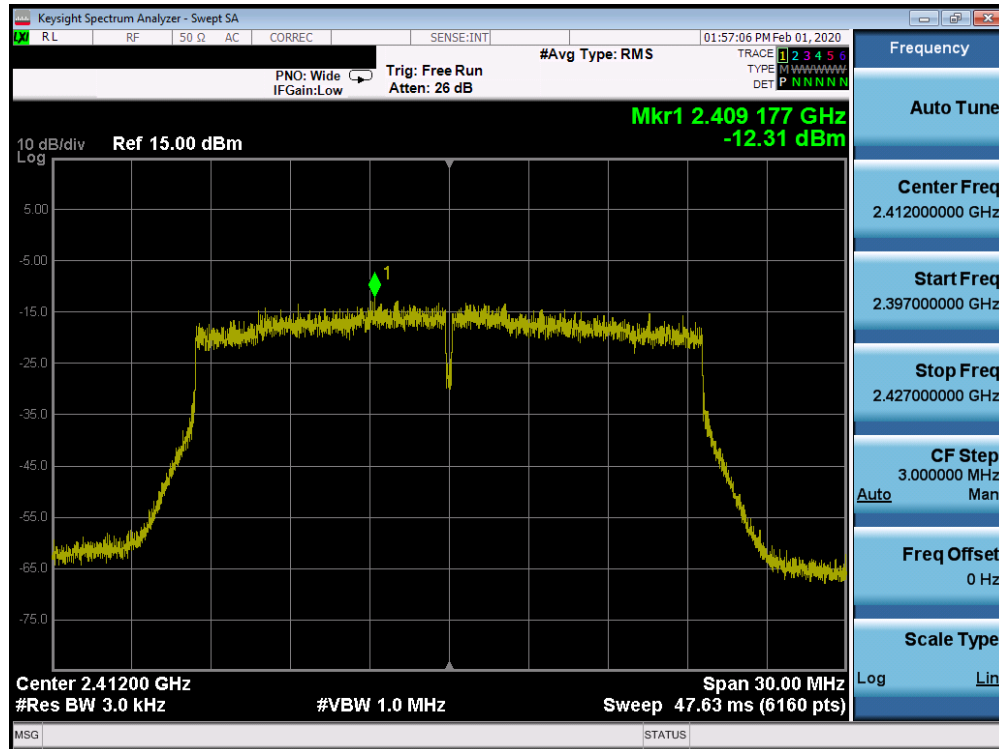 Keysight Spectrum Analyzer - Swept SA
LXI RL RF 50 Ω AC CORREC SENSE:INT 01:57:06 PM Feb 01, 2020
#Avg Type: RMS TRACE 1 2 3 4 5 6
PNO: Wide Trig: Free Run TYPE M W W W W W
IFGain:Low Atten: 26 dB DET P N N N N N
Mkr1 2.409 177 GHz
-12.31 dBm
10 dB/div Ref 15.00 dBm
Log
5.00
-5.00
1
-15.0
-25.0
-35.0
-45.0
-55.0
-65.0
-75.0
Center 2.41200 GHz Span 30.00 MHz
#Res BW 3.0 kHz #VBW 1.0 MHz Sweep 47.63 ms (6160 pts)
MSG STATUS
Frequency
Auto Tune
Center Freq
2.412000000 GHz
Start Freq
2.397000000 GHz
Stop Freq
2.427000000 GHz
CF Step
3.000000 MHz
Auto Man
Freq Offset
0 Hz
Scale Type
Log Lin